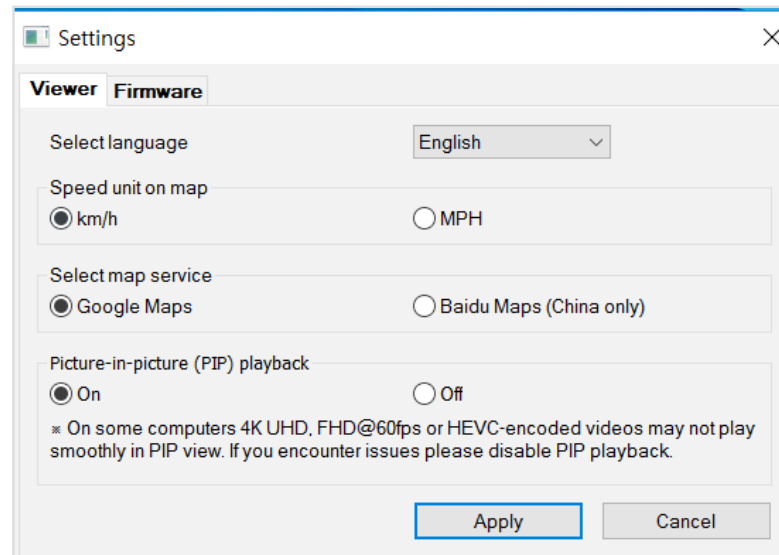 Settings
Viewer Firmware
Select language English
Speed unit on map
km/h MPH
Select map service
Google Maps Baidu Maps (China only)
Picture-in-picture (PIP) playback
On Off
※ On some computers 4K UHD, FHD@60fps or HEVC-encoded videos may not play
smoothly in PIP view. If you encounter issues please disable PIP playback.
Apply Cancel